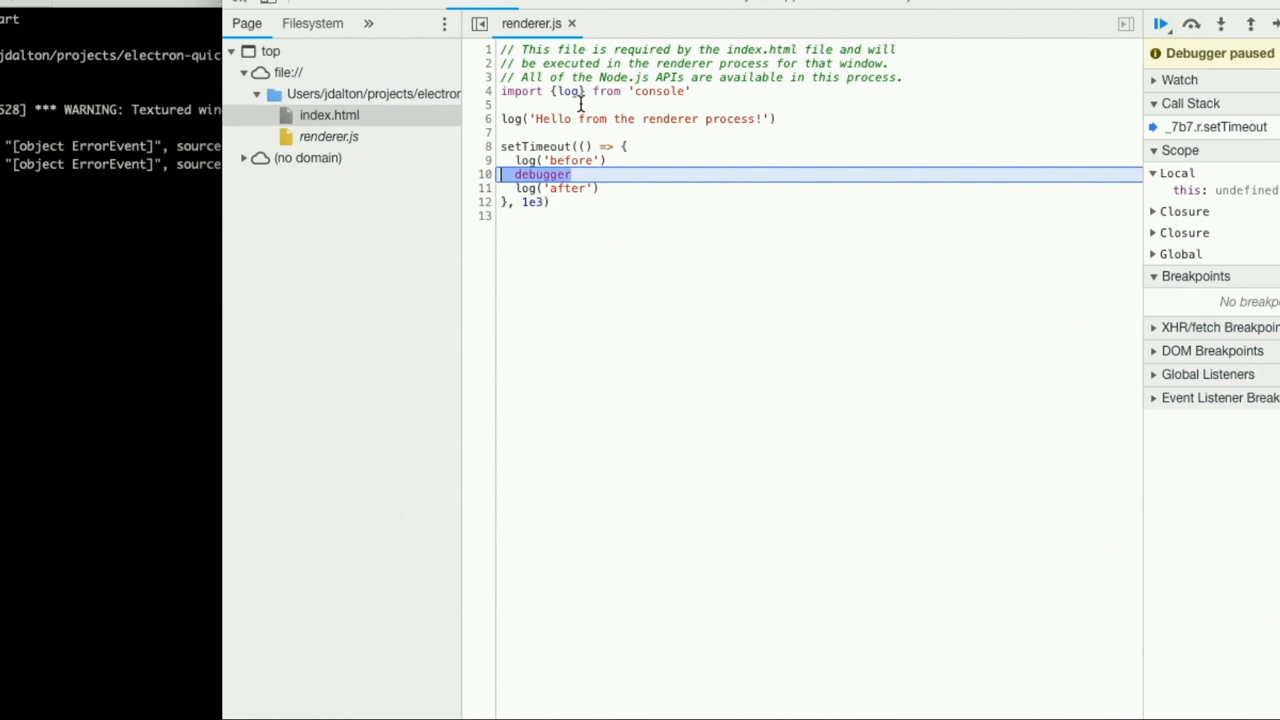 art
jdalton/projects/electron-quic
528] *** WARNING: Textured win
"[object ErrorEvent]", source
"[object ErrorEvent]", source
Page
Filesystem
»
top
file://
Users/jdalton/projects/electron
index.html
renderer.js
(no domain)
renderer.js ×
1 // This file is required by the index.html file and will
2 // be executed in the renderer process for that window.
3 // All of the Node.js APIs are available in this process.
4 import {log} from 'console'
5
6 log('Hello from the renderer process!')
7
8 setTimeout(() => {
9 log('before')
10 debugger
11 log('after')
12 }, 1e3)
13
Debugger paused
Watch
Call Stack
_7b7.r.setTimeout
Scope
Local
this: undefined
Closure
Closure
Global
Breakpoints
No breakp
XHR/fetch Breakpoin
DOM Breakpoints
Global Listeners
Event Listener Break